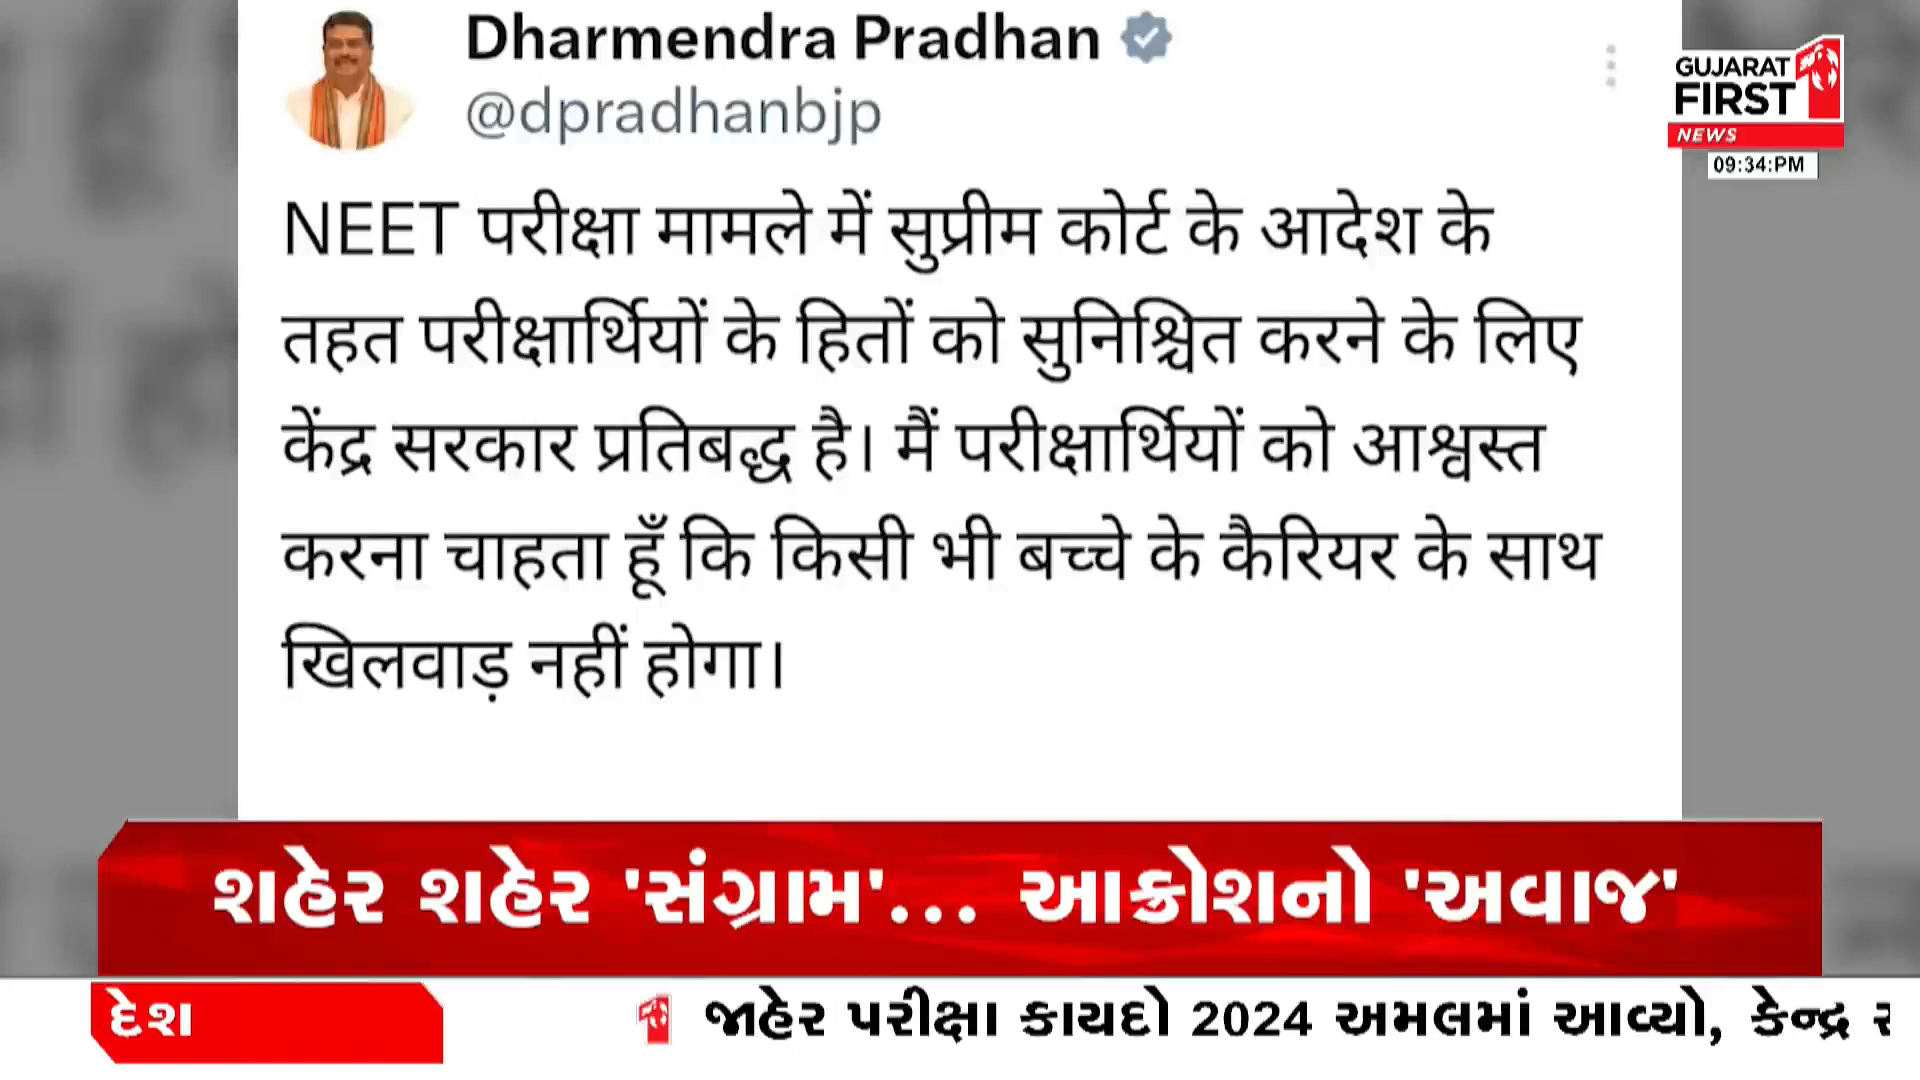 Dharmendra Pradhan
@dpradhanbjp
GUJARAT
FIRST
NEWS
09:34:PM
NEET परीक्षा मामले में सुप्रीम कोर्ट के आदेश के
तहत परीक्षार्थियों के हितों को सुनिश्चित करने के लिए
केंद्र सरकार प्रतिबद्ध है। मैं परीक्षार्थियों को आश्वस्त
करना चाहता हूँ कि किसी भी बच्चे के कैरियर के साथ
खिलवाड़ नहीं होगा।
શહેર શહેર 'સંગ્રામ'... આક્રોશનો 'અવાજ'
દેશ
જાહેર પરીક્ષા કાયદો 2024 અમલમાં આવ્યો, કેન્દ્ર